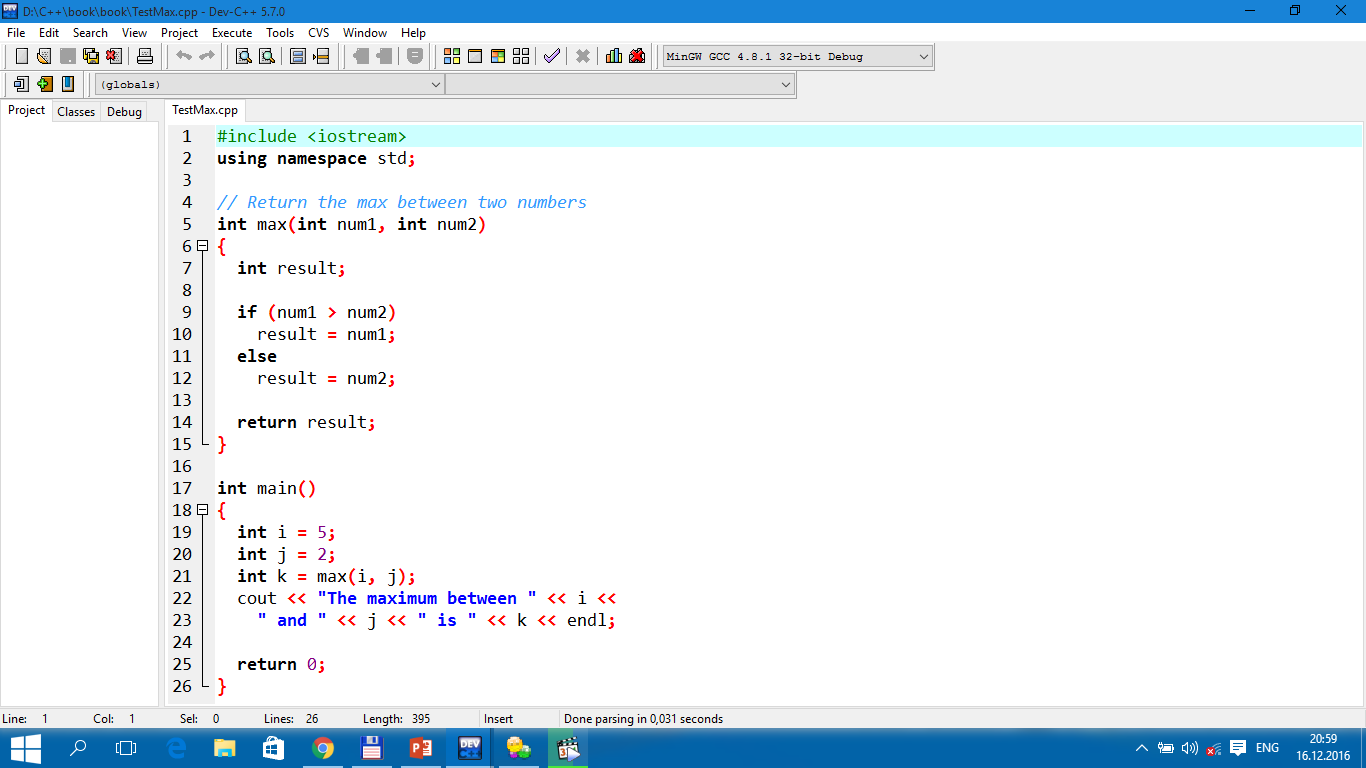 D:\C++\book\book\TestMax.cpp - Dev-C++ 5.7.0
File Edit Search View Project Execute Tools CVS Window Help
MinGW GCC 4.8.1 32-bit Debug
(globals)
Project Classes Debug TestMax.cpp
1 #include <iostream>
2 using namespace std;
3
4 // Return the max between two numbers
5 int max(int num1, int num2)
6 {
7 int result;
8
9 if (num1 > num2)
10 result = num1;
11 else
12 result = num2;
13
14 return result;
15 }
16
17 int main()
18 {
19 int i = 5;
20 int j = 2;
21 int k = max(i, j);
22 cout << "The maximum between " << i <<
23 " and " << j << " is " << k << endl;
24
25 return 0;
26 }
Line: 1 Col: 1 Sel: 0 Lines: 26 Length: 395 Insert Done parsing in 0,031 seconds
ENG
20:59
16.12.2016